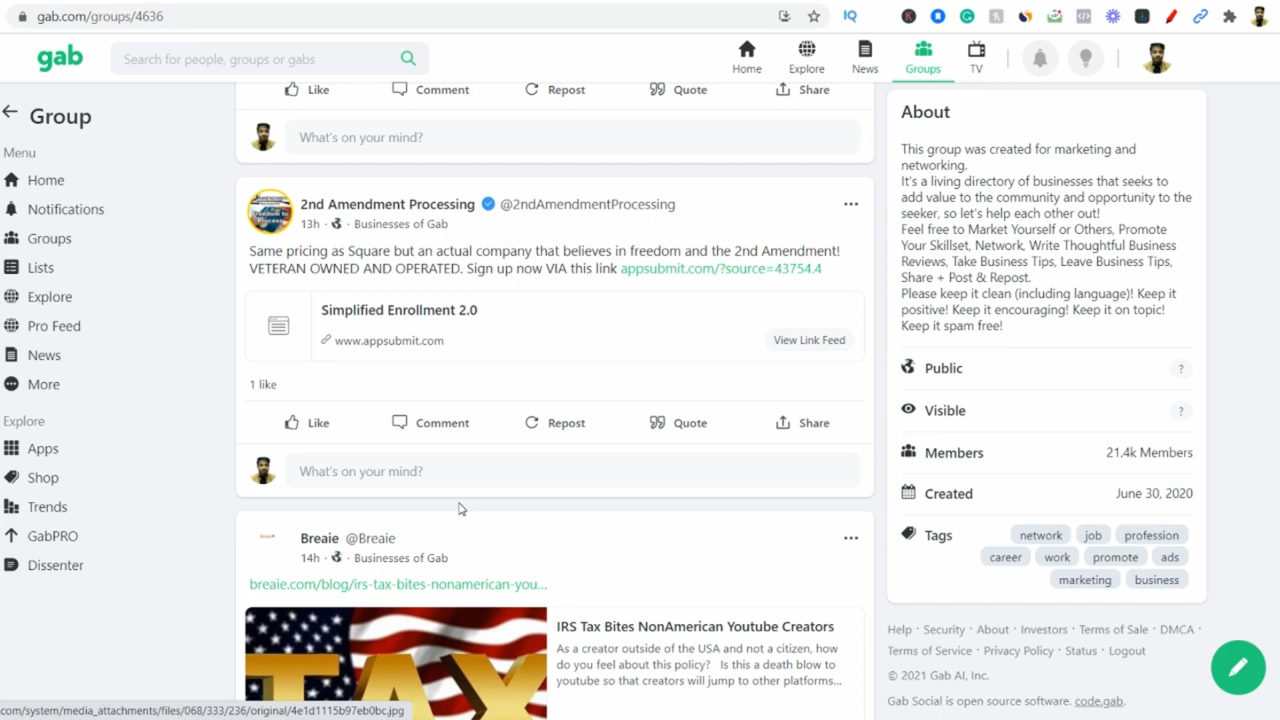 gab.com/groups/4636
IQ
gab
Search for people, groups or gabs
Home
Explore
News
Groups
TV
Group
Menu
Home
Notifications
Groups
Lists
Explore
Pro Feed
News
More
Explore
Apps
Shop
Trends
GabPRO
Dissenter
Like
Comment
Repost
Quote
Share
What's on your mind?
2nd Amendment Processing @2ndAmendmentProcessing
13h · Businesses of Gab
Same pricing as Square but an actual company that believes in freedom and the 2nd Amendment!
VETERAN OWNED AND OPERATED. Sign up now VIA this link appsubmit.com/?source=43754.4
Simplified Enrollment 2.0
www.appsubmit.com
View Link Feed
1 like
Like
Comment
Repost
Quote
Share
What's on your mind?
Breaie @Breaie
14h · Businesses of Gab
breaie.com/blog/irs-tax-bites-nonamerican-you...
TAX
IRS Tax Bites NonAmerican Youtube Creators
As a creator outside of the USA and not a citizen, how
do you feel about this policy? Is this a death blow to
youtube so that creators will jump to other platforms...
com/system/media_attachments/files/068/333/236/original/4e1d1115b97eb0bc.jpg
About
This group was created for marketing and
networking.
It's a living directory of businesses that seeks to
add value to the community and opportunity to the
seeker, so let's help each other out!
Feel free to Market Yourself or Others, Promote
Your Skillset, Network, Write Thoughtful Business
Reviews, Take Business Tips, Leave Business Tips,
Share + Post & Repost.
Please keep it clean (including language)! Keep it
positive! Keep it encouraging! Keep it on topic!
Keep it spam free!
Public ?
Visible ?
Members 21.4k Members
Created June 30, 2020
Tags network job profession
career work promote ads
marketing business
Help · Security · About · Investors · Terms of Sale · DMCA ·
Terms of Service · Privacy Policy · Status · Logout
© 2021 Gab AI, Inc.
Gab Social is open source software. code.gab.